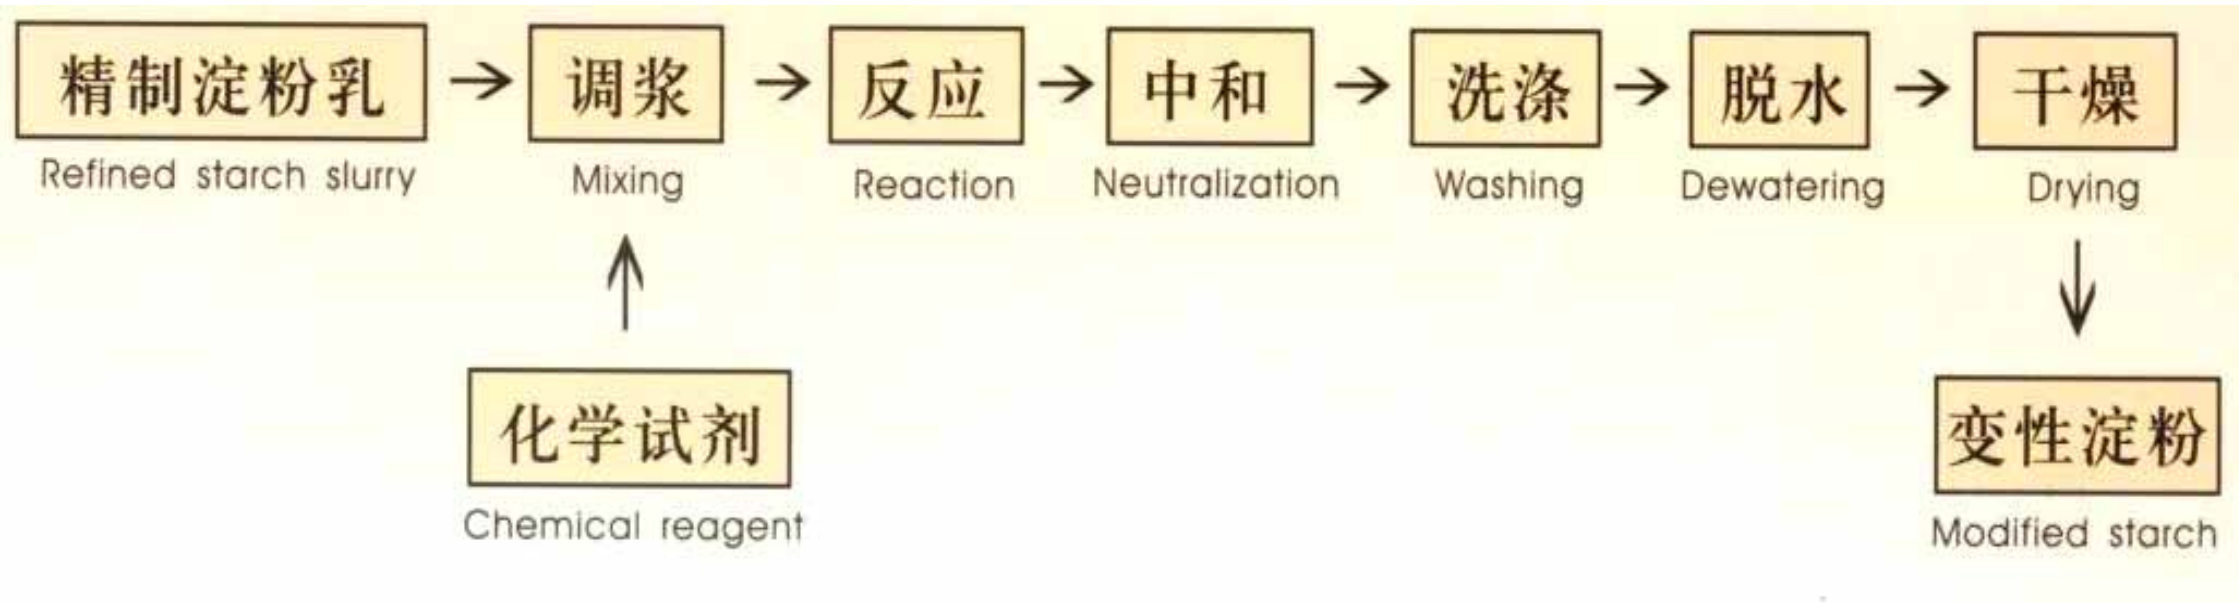 精制淀粉乳 → 调浆 → 反应 → 中和 → 洗涤 → 脱水 → 干燥
Refined starch slurry Mixing Reaction Neutralization Washing Dewatering Drying
化学试剂 变性淀粉
Chemical reagent Modified starch